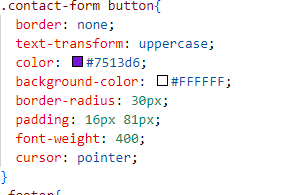 .contact-form button{
border: none;
text-transform: uppercase;
color: #7513d6;
background-color: #FFFFFF;
border-radius: 30px;
padding: 16px 81px;
font-weight: 400;
cursor: pointer;
}
.footer{